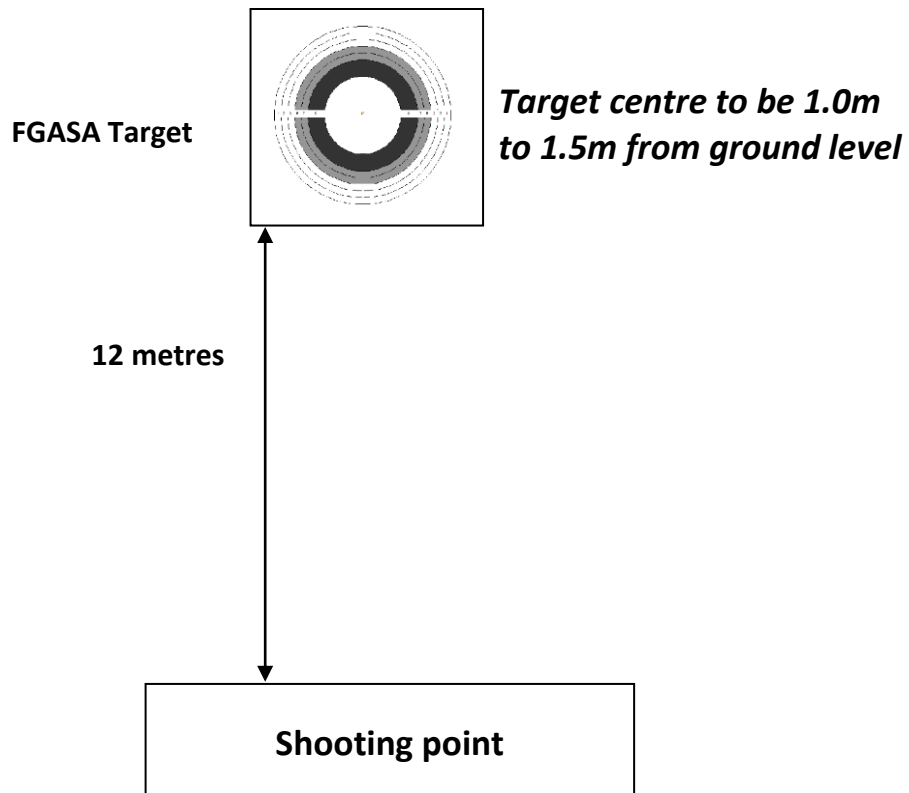 FGASA Target
Target centre to be 1.0m
to 1.5m from ground level
12 metres
Shooting point